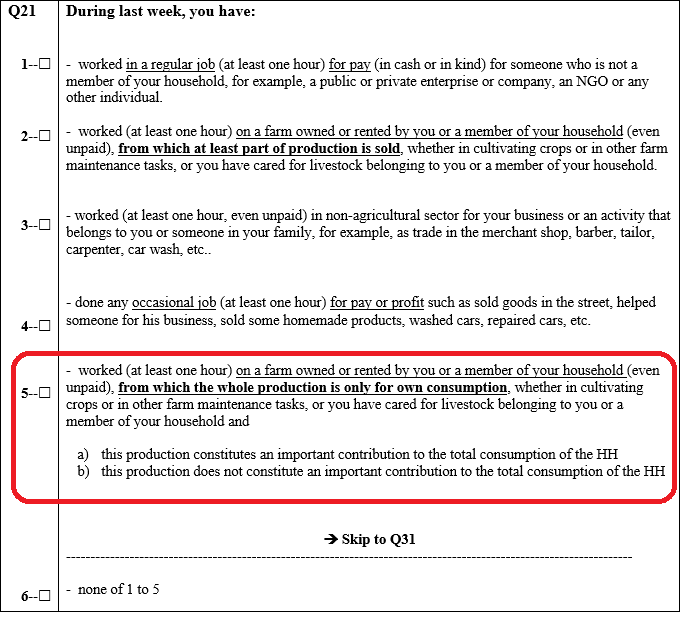 Q21 During last week, you have:
1--☐ - worked in a regular job (at least one hour) for pay (in cash or in kind) for someone who is not a
member of your household, for example, a public or private enterprise or company, an NGO or any
other individual.
2--☐ - worked (at least one hour) on a farm owned or rented by you or a member of your household (even
unpaid), from which at least part of production is sold, whether in cultivating crops or in other farm
maintenance tasks, or you have cared for livestock belonging to you or a member of your household.
3--☐ - worked (at least one hour, even unpaid) in non-agricultural sector for your business or an activity that
belongs to you or someone in your family, for example, as trade in the merchant shop, barber, tailor,
carpenter, car wash, etc..
- done any occasional job (at least one hour) for pay or profit such as sold goods in the street, helped
4--☐ someone for his business, sold some homemade products, washed cars, repaired cars, etc.
- worked (at least one hour) on a farm owned or rented by you or a member of your household (even
5--☐ unpaid), from which the whole production is only for own consumption, whether in cultivating
crops or in other farm maintenance tasks, or you have cared for livestock belonging to you or a
member of your household and
a) this production constitutes an important contribution to the total consumption of the HH
b) this production does not constitute an important contribution to the total consumption of the HH
➔ Skip to Q31
6--☐ - none of 1 to 5